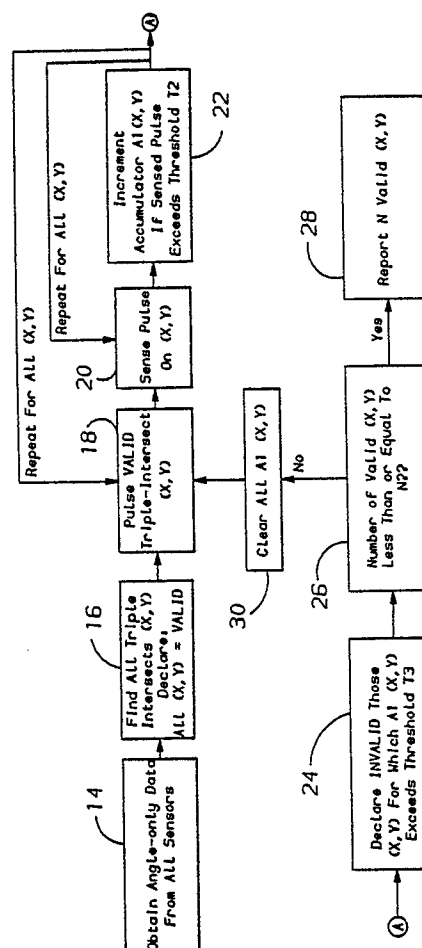 14
Obtain Angle-only Data
From All Sensors
16
Find All Triple
Intersects (X,Y)
Declare:
All (X,Y) = VALID
Repeat For All (X,Y)
18
Pulse VALID
Triple-Intersect
(X,Y)
Repeat For All (X,Y)
20
Sense Pulse
On (X,Y)
Increment
Accumulator A1(X,Y)
If Sensed Pulse
Exceeds Threshold T2
22
A
30
Clear All A1 (X,Y)
No
A
24
Declare INVALID Those
(X,Y) For Which A1 (X,Y)
Exceeds Threshold T3
26
Number of Valid (X,Y)
Less Than or Equal To
N??
Yes
28
Report N Valid (X,Y)